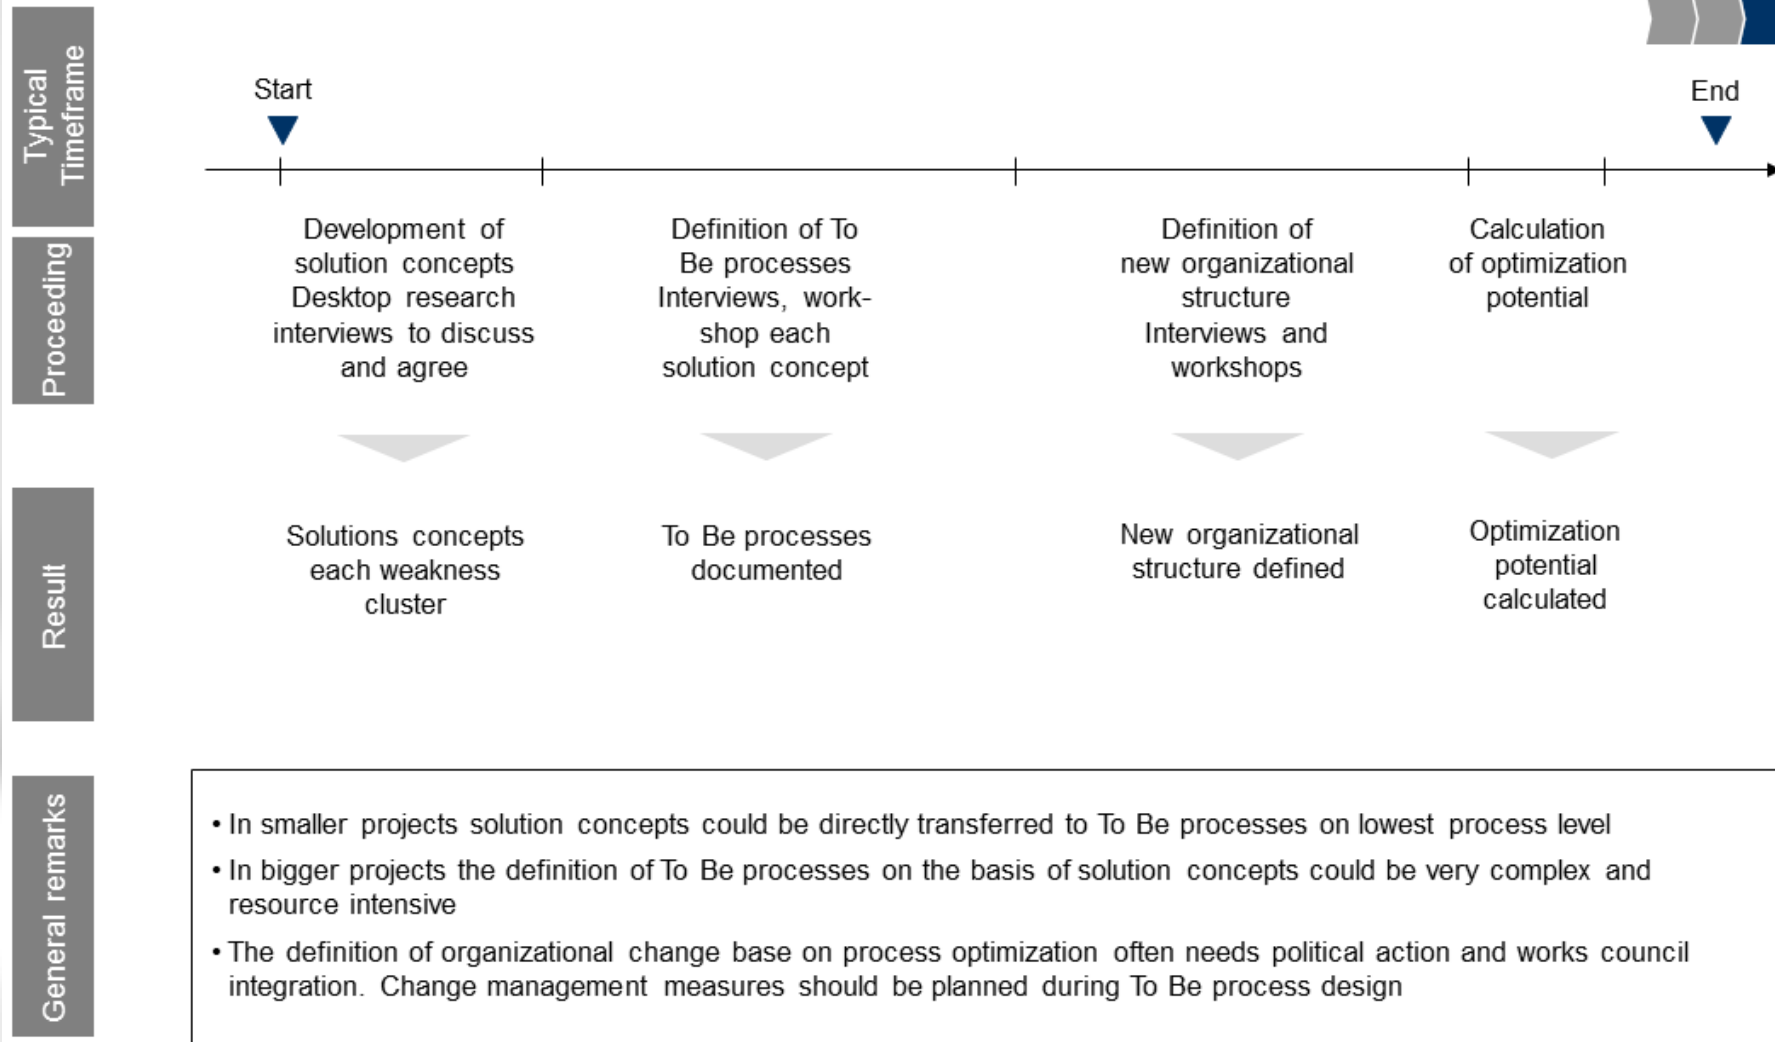 Typical
Timeframe
Start
End
Proceeding
Development of
solution concepts
Desktop research
interviews to discuss
and agree
Definition of To
Be processes
Interviews, work-
shop each
solution concept
Definition of
new organizational
structure
Interviews and
workshops
Calculation
of optimization
potential
Result
Solutions concepts
each weakness
cluster
To Be processes
documented
New organizational
structure defined
Optimization
potential
calculated
General remarks
• In smaller projects solution concepts could be directly transferred to To Be processes on lowest process level
• In bigger projects the definition of To Be processes on the basis of solution concepts could be very complex and
resource intensive
• The definition of organizational change base on process optimization often needs political action and works council
integration. Change management measures should be planned during To Be process design